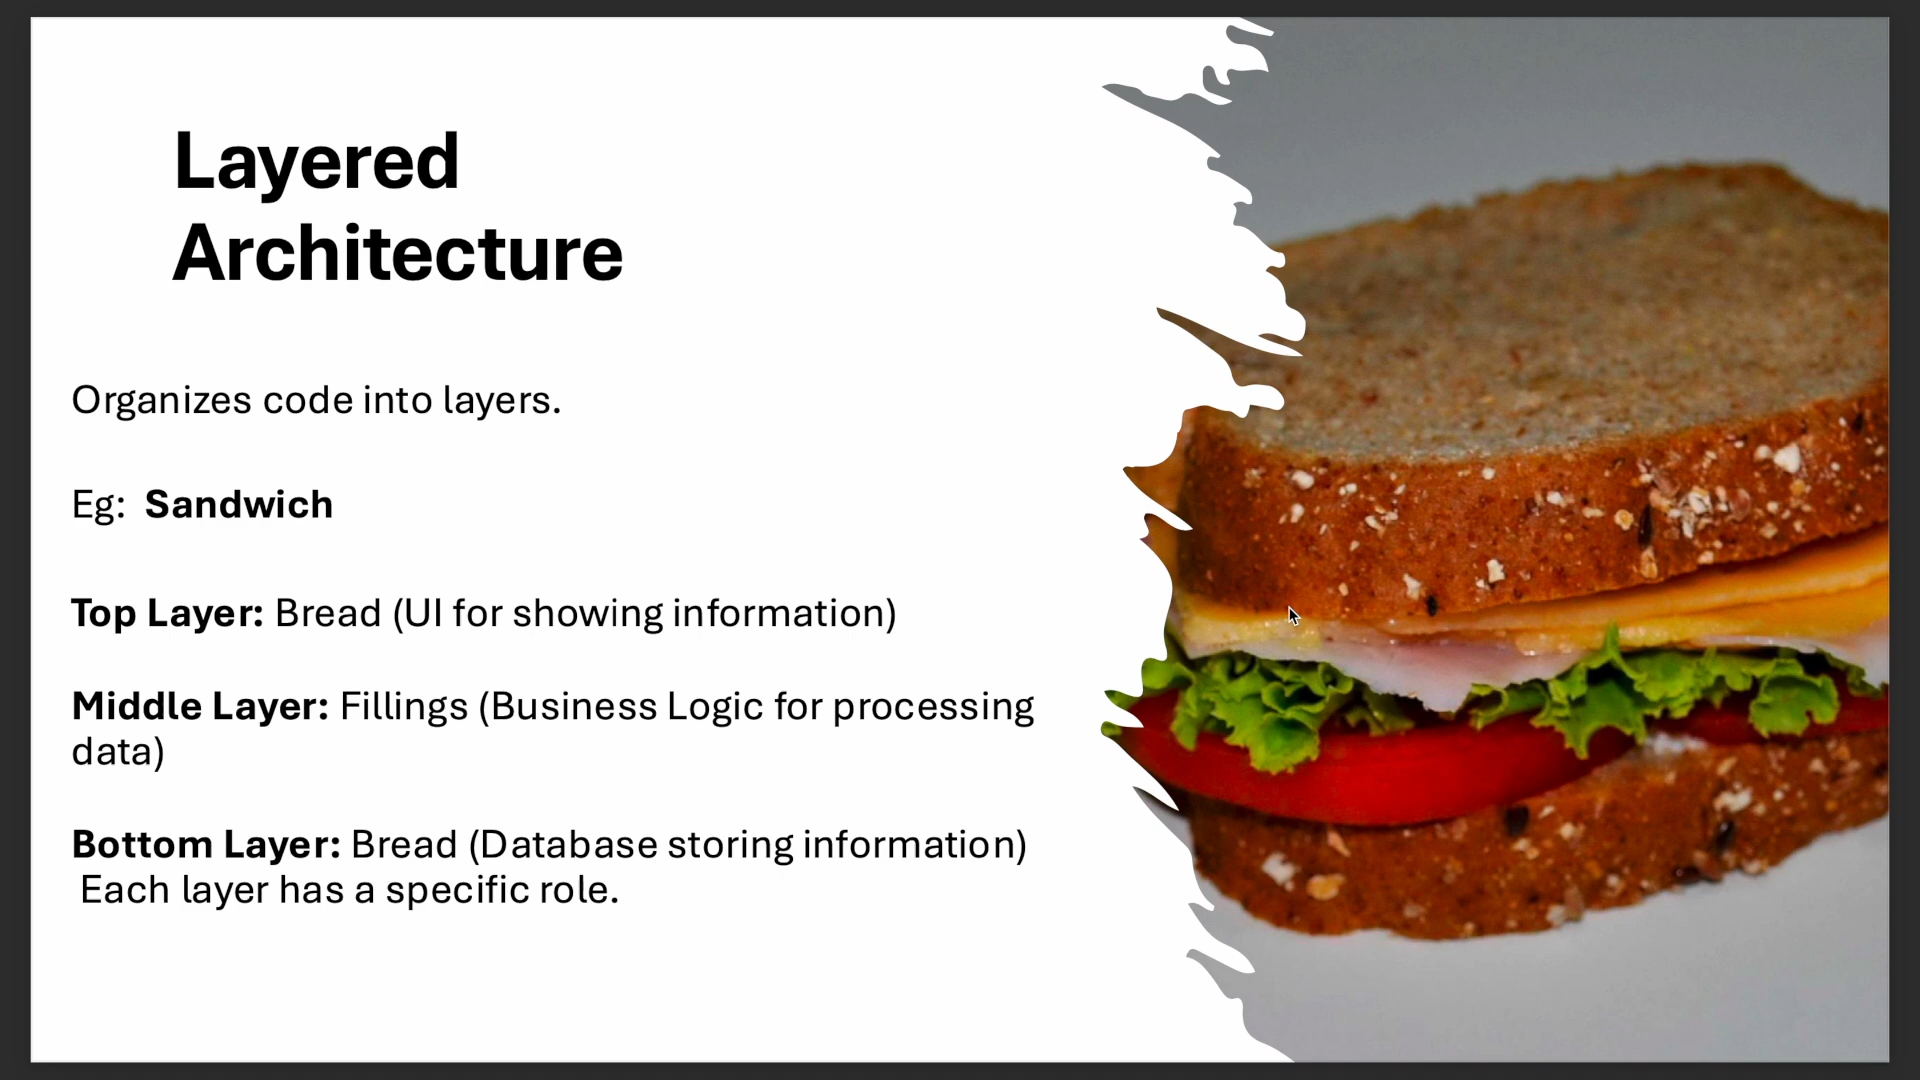 Layered
Architecture
Organizes code into layers.
Eg:  Sandwich
Top Layer: Bread (UI for showing information)
Middle Layer: Fillings (Business Logic for processing
data)
Bottom Layer: Bread (Database storing information)
Each layer has a specific role.